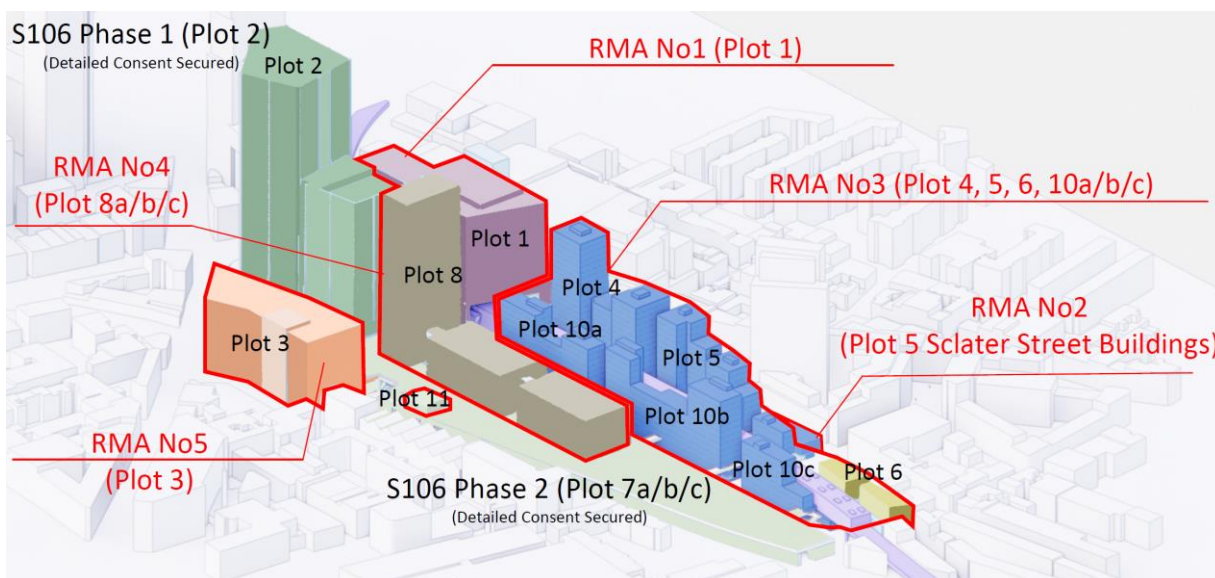 S106 Phase 1 (Plot 2)
(Detailed Consent Secured)
Plot 2
RMA No1 (Plot 1)
RMA No4
(Plot 8a/b/c)
RMA No3 (Plot 4, 5, 6, 10a/b/c)
Plot 1
Plot 8
Plot 4
Plot 10a
RMA No2
(Plot 5 Sclater Street Buildings)
Plot 3
Plot 5
Plot 11
Plot 10b
RMA No5
(Plot 3)
Plot 10c
Plot 6
S106 Phase 2 (Plot 7a/b/c)
(Detailed Consent Secured)